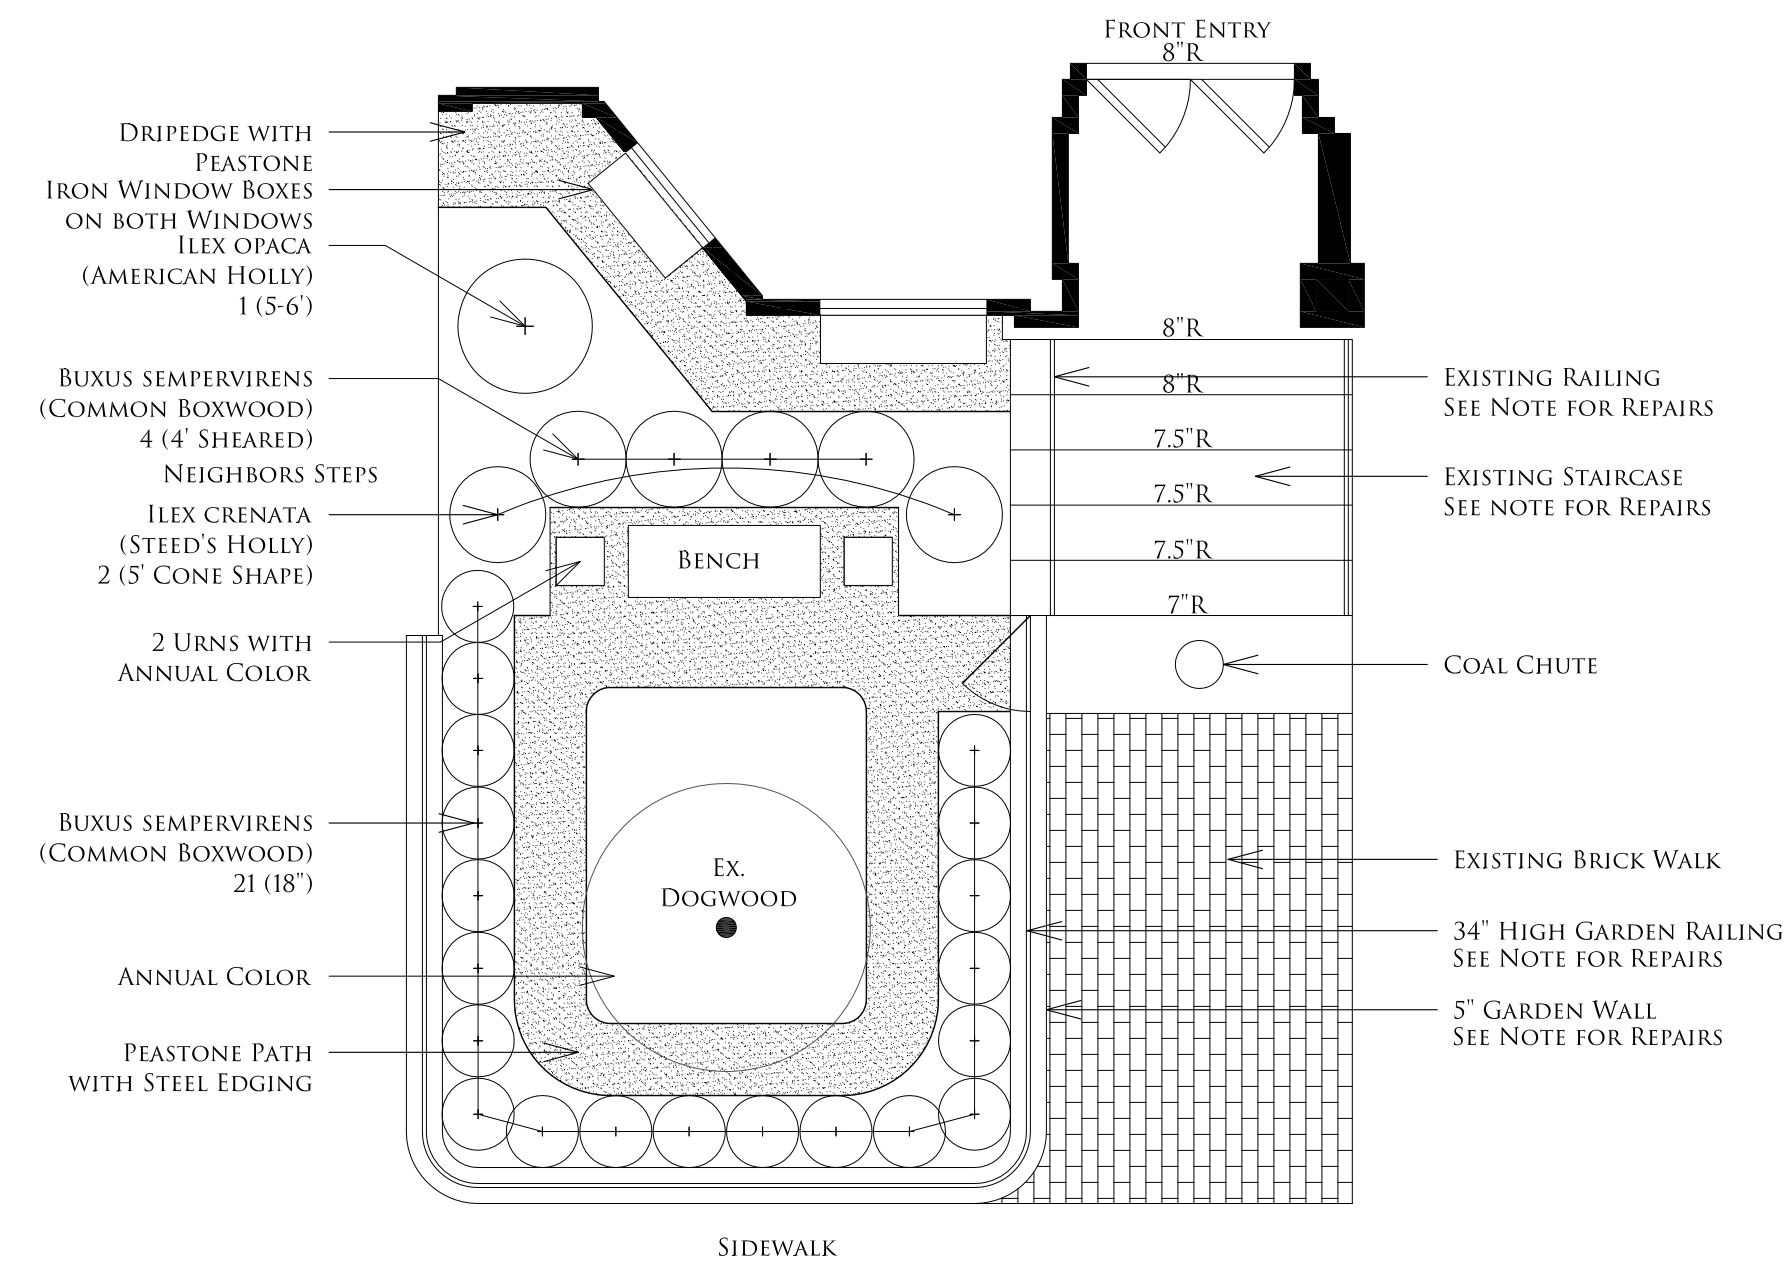 Front Entry
8"R
Dripedge with
Peastone
Iron Window Boxes
on both Windows
Ilex opaca
(American Holly)
1 (5-6')
Buxus sempervirens
(Common Boxwood)
4 (4' Sheared)
Neighbors Steps
Ilex crenata
(Steed's Holly)
2 (5' Cone Shape)
2 Urns with
Annual Color
Buxus sempervirens
(Common Boxwood)
21 (18")
Annual Color
Peastone Path
with Steel Edging
Bench
Ex.
Dogwood
8"R
8"R
7.5"R
7.5"R
7.5"R
7"R
Existing Railing
See Note for Repairs
Existing Staircase
See note for Repairs
Coal Chute
Existing Brick Walk
34" High Garden Railing
See Note for Repairs
5" Garden Wall
See Note for Repairs
Sidewalk